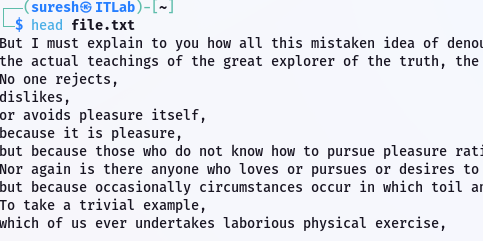 ┌──(suresh㉿ITLab)-[~]
└─$ head file.txt
But I must explain to you how all this mistaken idea of
the actual teachings of the great explorer of the truth, the
No one rejects,
dislikes,
or avoids pleasure itself,
because it is pleasure,
but because those who do not know how to pursue pleasure
Nor again is there anyone who loves or pursues or desires to
but because occasionally circumstances occur in which toil
To take a trivial example,
which of us ever undertakes laborious physical exercise,